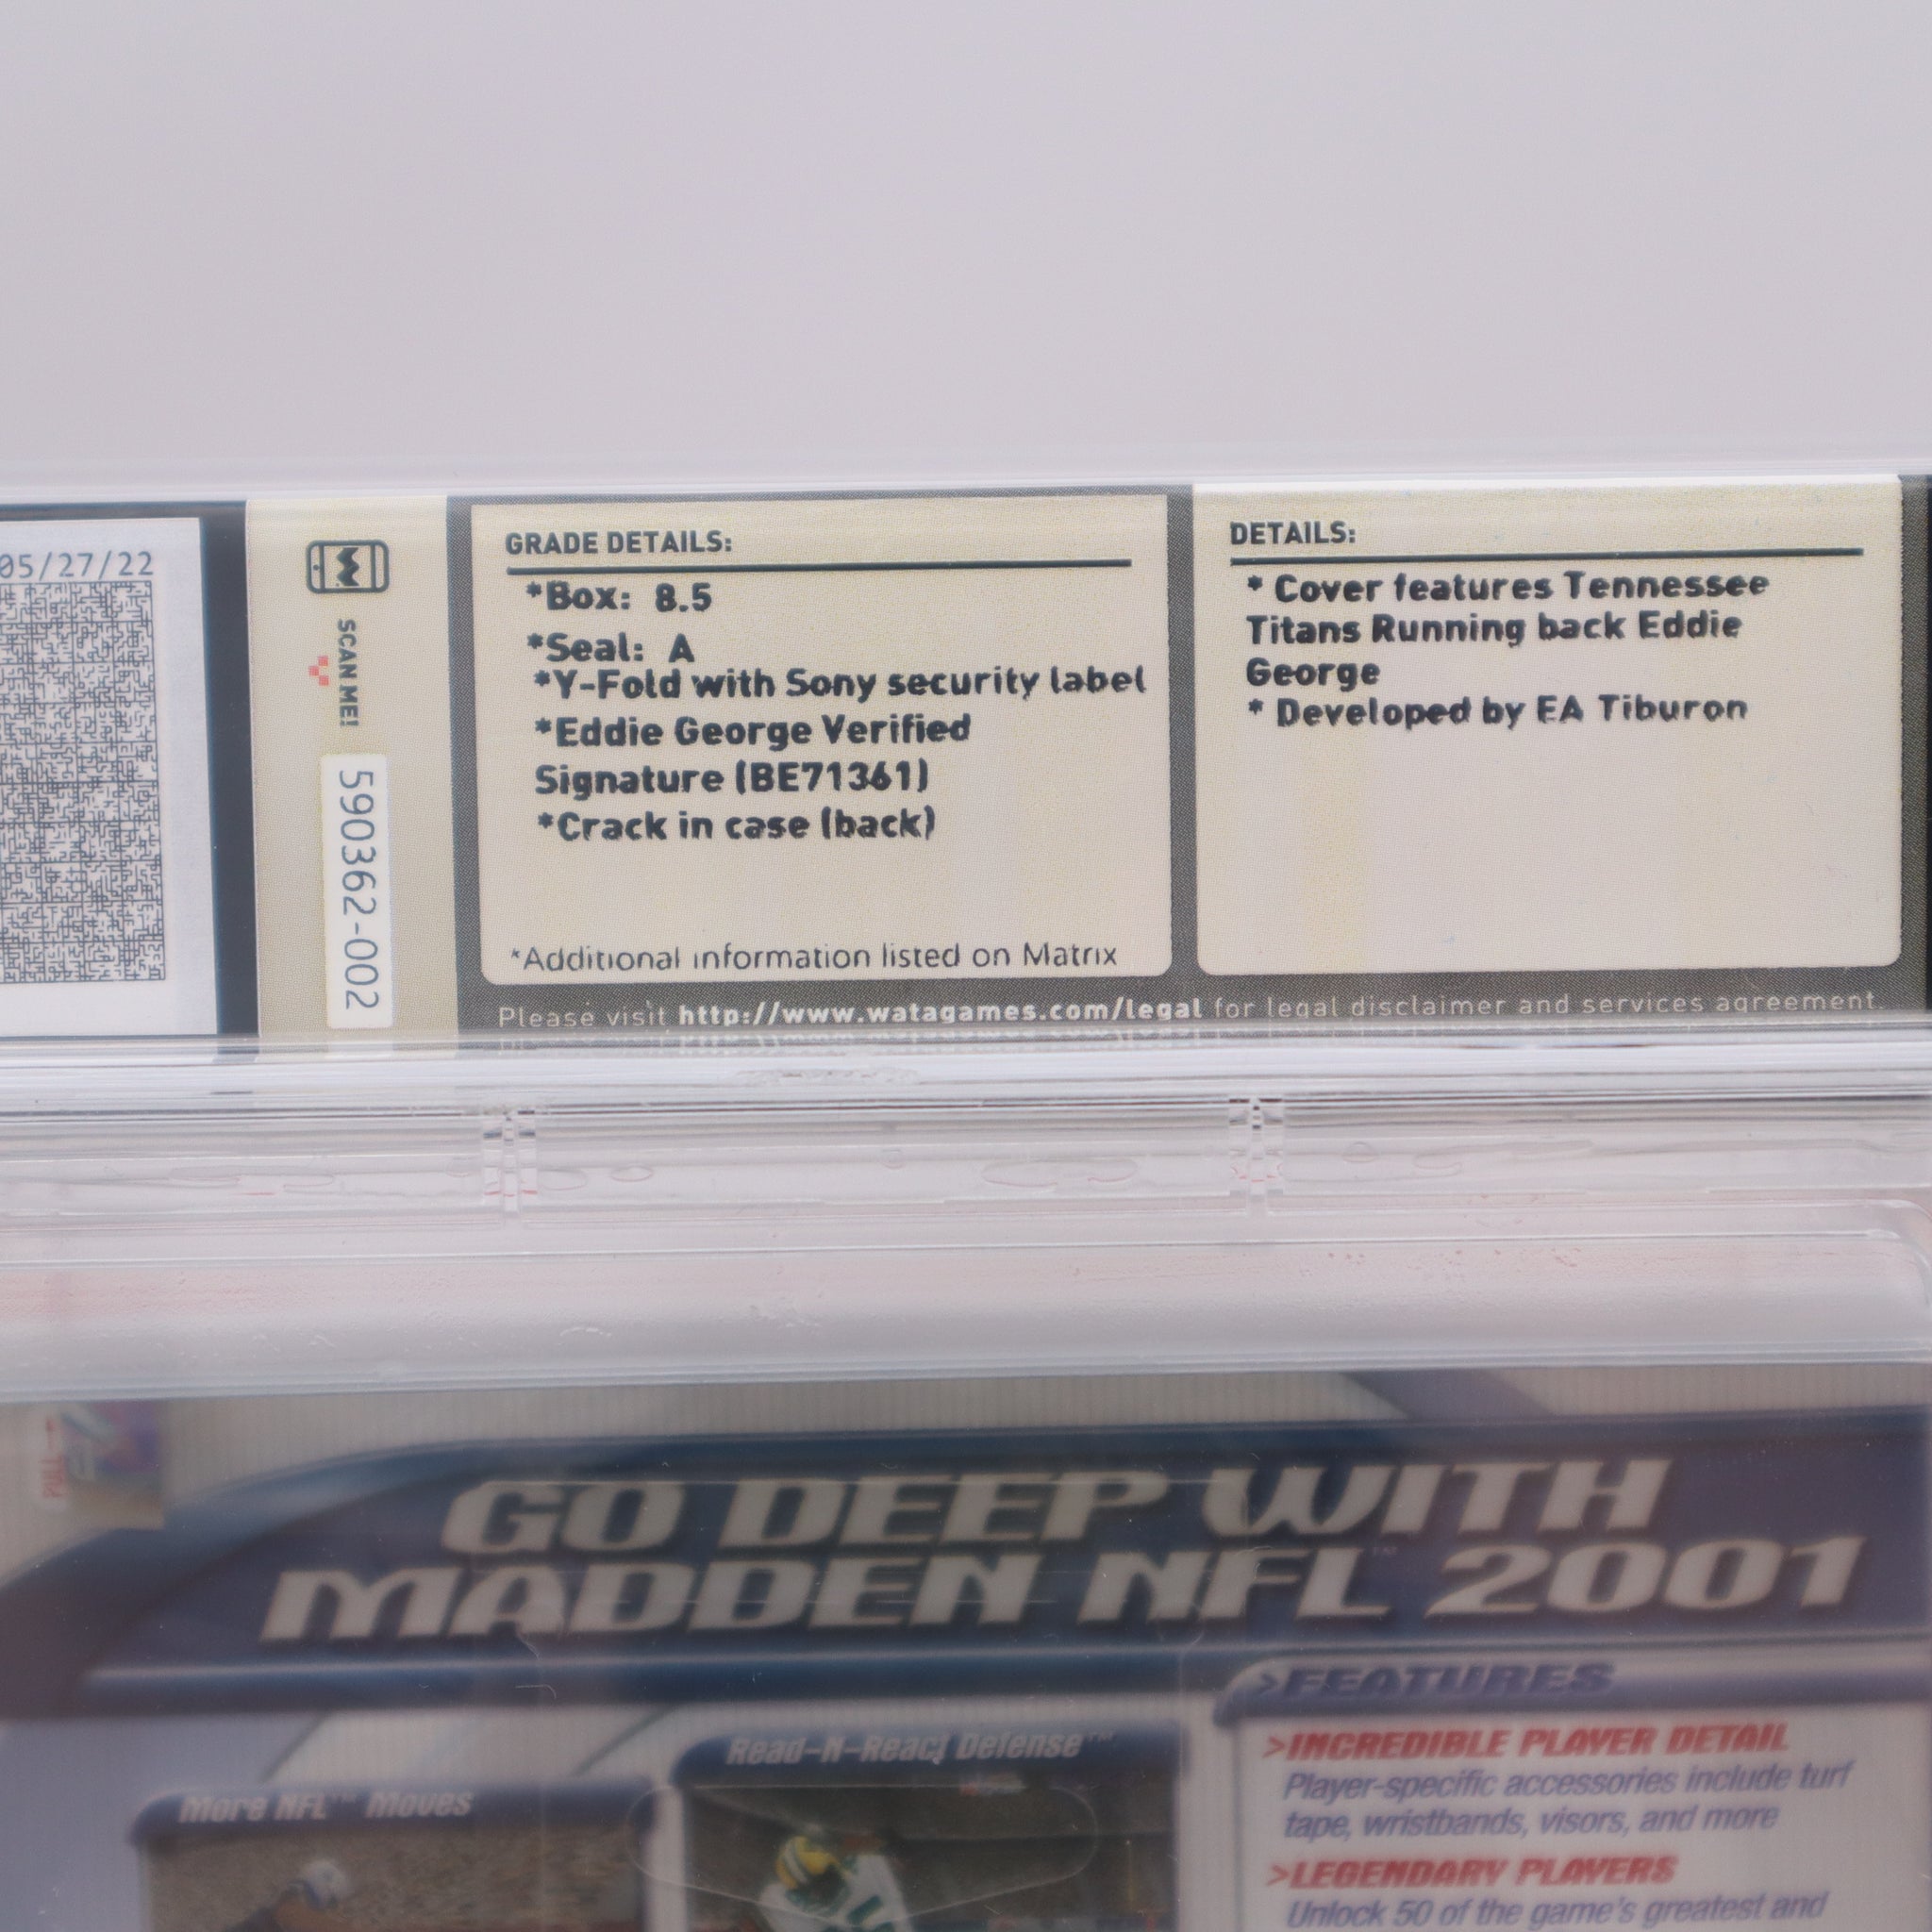 05/27/22
SCAN ME!
590362-002
GRADE DETAILS:
*Box: 8.5
*Seal: A
*Y-Fold with Sony security label
*Eddie George Verified
Signature (BE71361)
*Crack in case (back)
*Additional information listed on Matrix
DETAILS:
* Cover features Tennessee
Titans Running back Eddie
George
* Developed by EA Tiburon
Please visit http://www.watagames.com/legal for legal disclaimer and services agreement.
PULL
GO DEEP WITH
MADDEN NFL™ 2001
More NFL™ Moves
Read-N-React Defense™
>FEATURES
>INCREDIBLE PLAYER DETAIL
Player-specific accessories include turf
tape, wristbands, visors, and more
>LEGENDARY PLAYERS
Unlock 50 of the game's greatest and